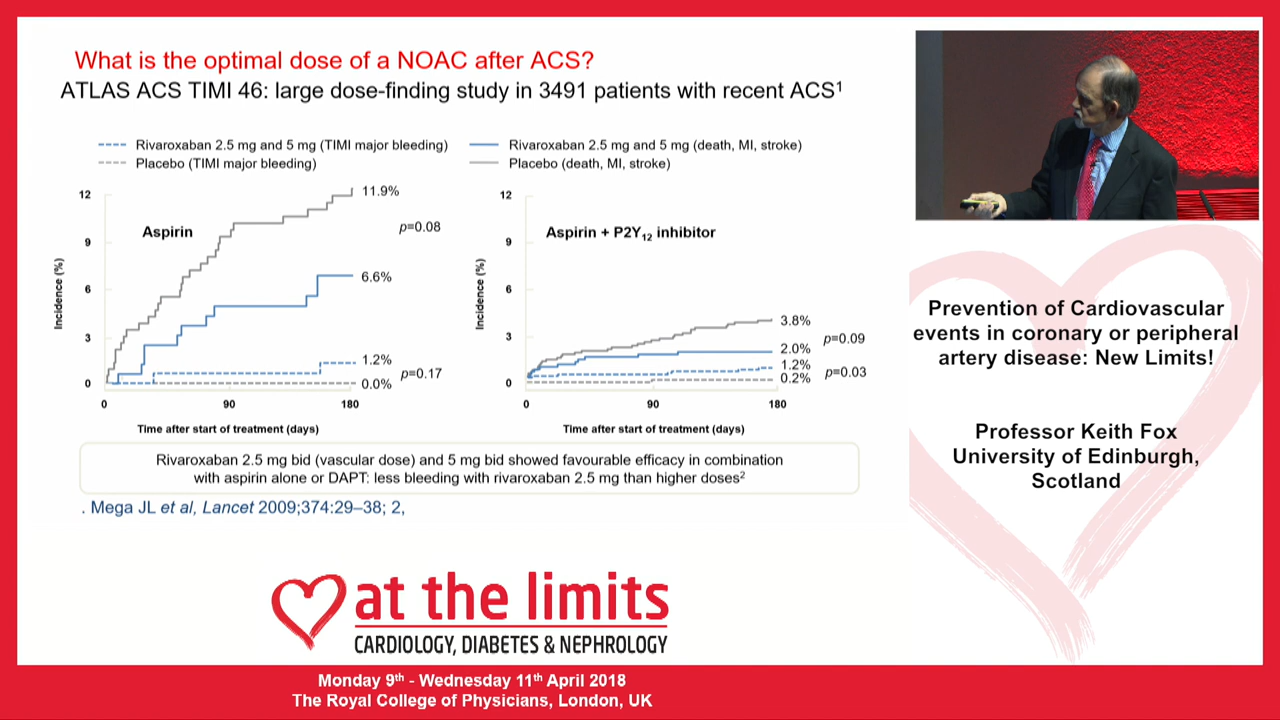 What is the optimal dose of a NOAC after ACS?
ATLAS ACS TIMI 46: large dose-finding study in 3491 patients with recent ACS¹
Rivaroxaban 2.5 mg and 5 mg (TIMI major bleeding)
Placebo (TIMI major bleeding)
Rivaroxaban 2.5 mg and 5 mg (death, MI, stroke)
Placebo (death, MI, stroke)
Incidence (%)
12
9
6
3
0
Aspirin
11.9%
p=0.08
6.6%
1.2%
p=0.17
0.0%
0
90
180
Time after start of treatment (days)
Incidence (%)
12
9
6
3
0
Aspirin + P2Y₁₂ inhibitor
3.8%
p=0.09
2.0%
1.2%
p=0.03
0.2%
0
90
180
Time after start of treatment (days)
Rivaroxaban 2.5 mg bid (vascular dose) and 5 mg bid showed favourable efficacy in combination
with aspirin alone or DAPT: less bleeding with rivaroxaban 2.5 mg than higher doses²
. Mega JL et al, Lancet 2009;374:29–38; 2,
Prevention of Cardiovascular
events in coronary or peripheral
artery disease: New Limits!
Professor Keith Fox
University of Edinburgh,
Scotland
at the limits
CARDIOLOGY, DIABETES & NEPHROLOGY
Monday 9th - Wednesday 11th April 2018
The Royal College of Physicians, London, UK